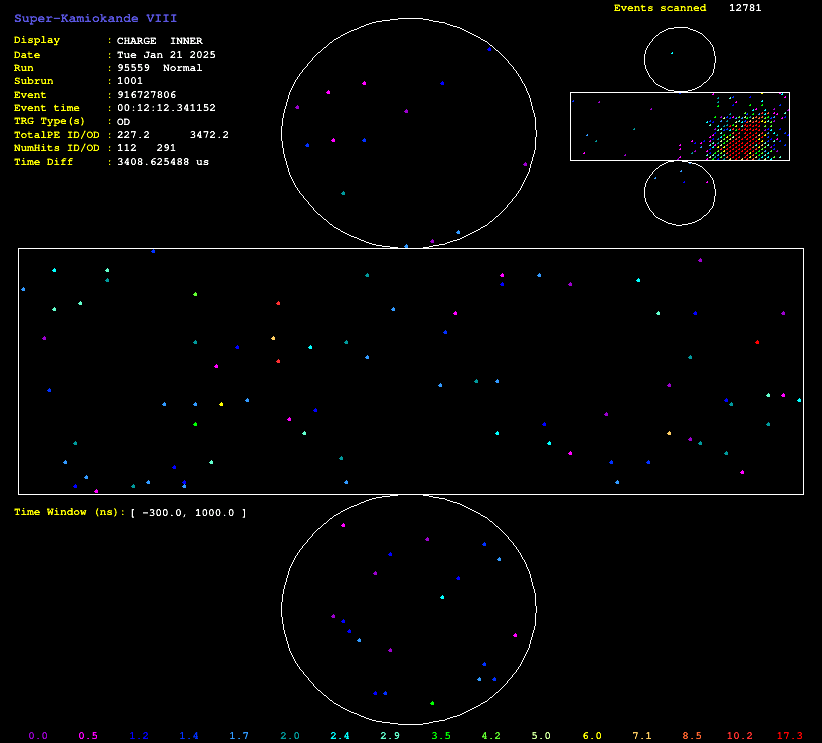 Events scanned 12781
Super-Kamiokande VIII
Display : CHARGE INNER
Date : Tue Jan 21 2025
Run : 95559 Normal
Subrun : 1001
Event : 916727806
Event time : 00:12:12.341152
TRG Type(s) : OD
TotalPE ID/OD : 227.2 3472.2
NumHits ID/OD : 112 291
Time Diff : 3408.625488 us
Time Window (ns): [ -300.0, 1000.0 ]
0.0 0.5 1.2 1.4 1.7 2.0 2.4 2.9 3.5 4.2 5.0 6.0 7.1 8.5 10.2 17.3